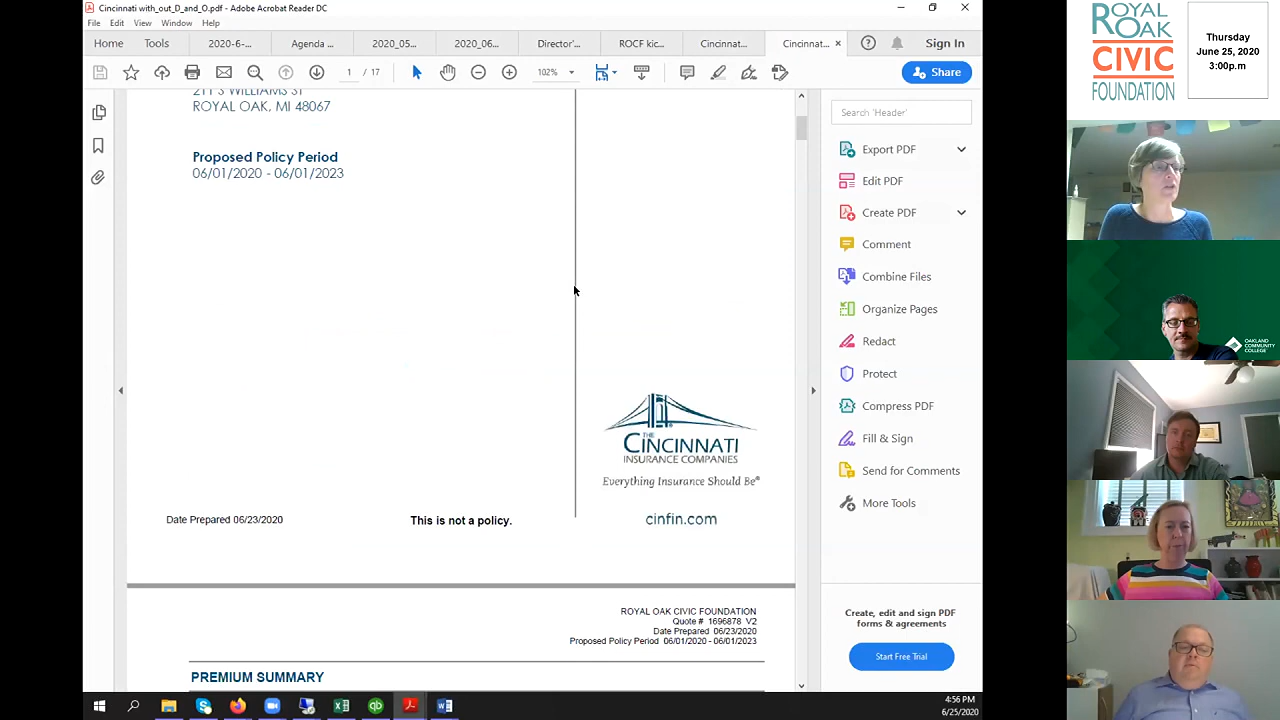 Cincinnati with_out_D_and_O.pdf - Adobe Acrobat Reader DC
File Edit View Window Help
Home Tools 2020-6-... Agenda ... 2020_05... 2020_06... Director'... ROCF kic... Cincinnat... Cincinnat... × Sign In
1 / 17 102% Share
211 S WILLIAMS ST
ROYAL OAK, MI 48067
Proposed Policy Period
06/01/2020 - 06/01/2023
THE
CINCINNATI
INSURANCE COMPANIES
Everything Insurance Should Be®
Date Prepared 06/23/2020 This is not a policy. cinfin.com
ROYAL OAK CIVIC FOUNDATION
Quote # 1696878 V2
Date Prepared 06/23/2020
Proposed Policy Period 06/01/2020 - 06/01/2023
PREMIUM SUMMARY
Search 'Header'
Export PDF
Edit PDF
Create PDF
Comment
Combine Files
Organize Pages
Redact
Protect
Compress PDF
Fill & Sign
Send for Comments
More Tools
Create, edit and sign PDF
forms & agreements
Start Free Trial
4:56 PM
6/25/2020
ROYAL
OAK
CIVIC
FOUNDATION
Thursday
June 25, 2020
3:00p.m
OAKLAND
COMMUNITY
COLLEGE